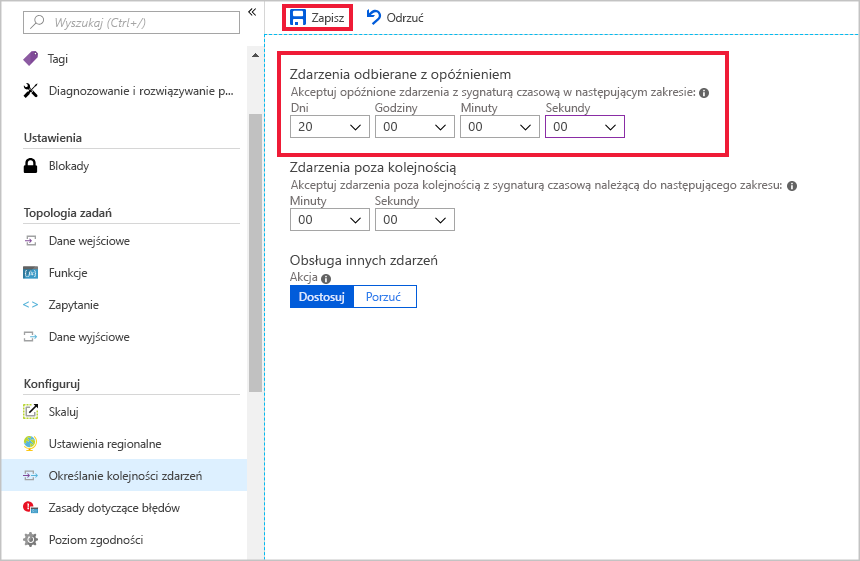 Wyszukaj (Ctrl+/)
«
Tagi
Diagnozowanie i rozwiązywanie p...
Ustawienia
Blokady
Topologia zadań
Dane wejściowe
Funkcje
Zapytanie
Dane wyjściowe
Konfiguruj
Skaluj
Ustawienia regionalne
Określanie kolejności zdarzeń
Zasady dotyczące błędów
Poziom zgodności
Zapisz Odrzuć
Zdarzenia odbierane z opóźnieniem
Akceptuj opóźnione zdarzenia z sygnaturą czasową w następującym zakresie:
Dni Godziny Minuty Sekundy
20 00 00 00
Zdarzenia poza kolejnością
Akceptuj zdarzenia poza kolejnością z sygnaturą czasową należącą do następującego zakresu:
Minuty Sekundy
00 00
Obsługa innych zdarzeń
Akcja
Dostosuj Porzuć